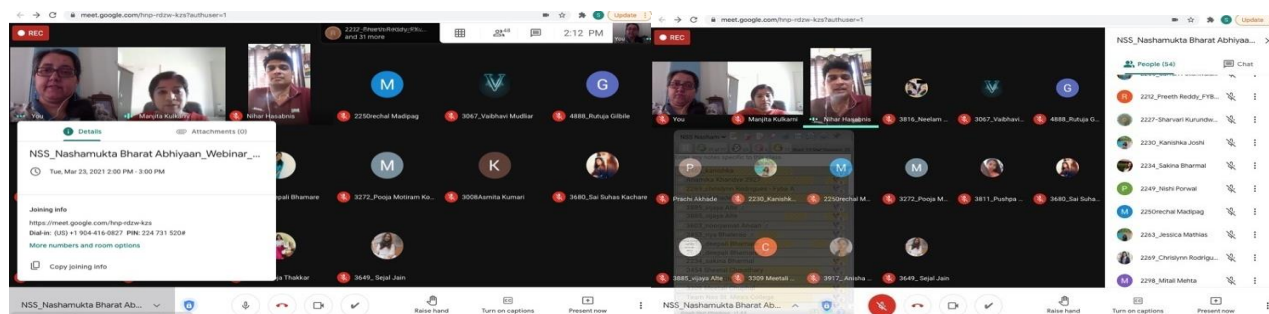 meet.google.com/hnp-rdzw-kzs?authuser=1
Update
REC
and 31 more
2:12 PM
You
You
Manjita Kulkarni
Nihar Hasabnis
2250rechal Madipag
3067_Vaibhavi Mudliar
4888_Rutuja Gilbile
Details
Attachments (0)
NSS_Nashamukta Bharat Abhiyaan_Webinar_...
Tue, Mar 23, 2021 2:00 PM - 3:00 PM
Joining info
https://meet.google.com/hnp-rdzw-kzs
Dial-in: (US) +1 904-416-0827 PIN: 224 731 520#
More numbers and room options
Copy joining info
epali Bhamare
3272_Pooja Motiram Ko...
3008Asmita Kumari
3680_Sai Suhas Kachare
ja Thakkar
3649_ Sejal Jain
NSS_Nashamukta Bharat Ab...
Raise hand
Turn on captions
Present now
meet.google.com/hnp-rdzw-kzs?authuser=1
Update
REC
You
Manjita Kulkarni
Nihar Hasabnis
3816_Neelam ...
3067_Vaibhavi...
4888_Rutuja G...
Prachi Akhade
2230_Kanishk...
2250rechal M...
3272_Pooja M...
3811_Pushpa ...
3680_Sai Suha...
3885_vijaya Alte
3309 Meetali ...
3917_Anisha ...
3649_ Sejal Jain
NSS_Nashamukta Bharat Ab...
Raise hand
Turn on captions
Present now
NSS_Nashamukta Bharat Abhiyaa...
People (54)
Chat
2212_Preeth Reddy_FYB...
2227-Sharvari Kurundw...
2230_Kanishka Joshi
2234_Sakina Bharmal
2249_Nishi Porwal
2250rechal Madipag
2263_Jessica Mathias
2269_Chrislynn Rodrigu...
2298_Mitali Mehta